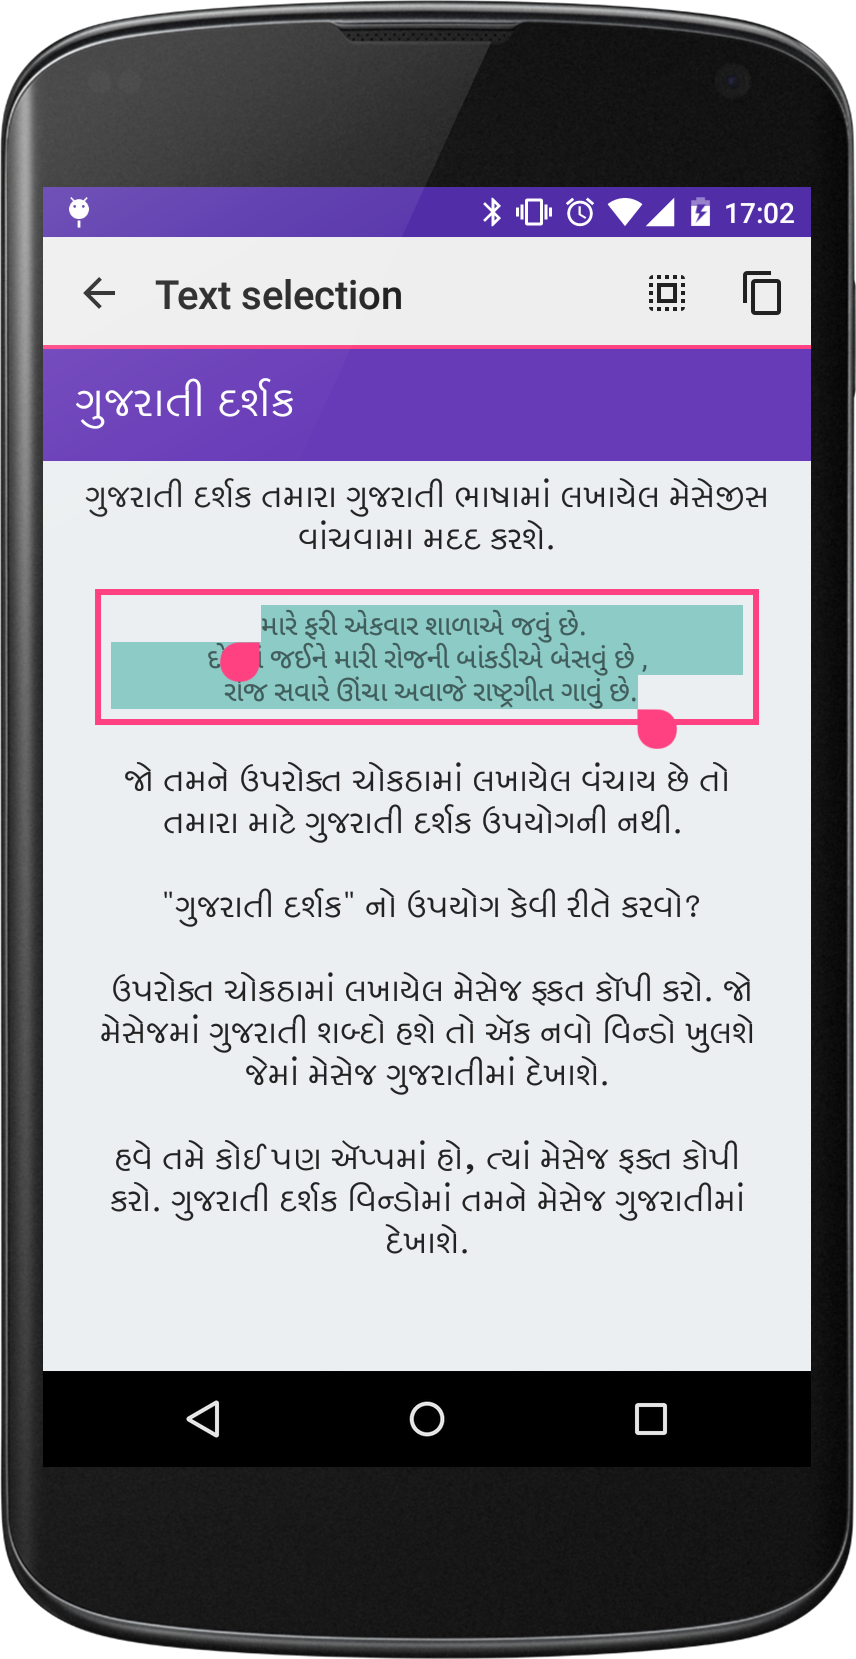 17:02
Text selection
ગુજરાતી દર્શક
ગુજરાતી દર્શક તમારા ગુજરાતી ભાષામાં લખાયેલ મેસેજીસ
વાંચવામા મદદ કરશે.
મારે ફરી એકવાર શાળાએ જવું છે.
જઈને મારી રોજની બાંકડીએ બેસવું છે ,
રોજ સવારે ઊંચા અવાજે રાષ્ટ્રગીત ગાવું છે.
જો તમને ઉપરોક્ત ચોકઠામાં લખાયેલ વંચાય છે તો
તમારા માટે ગુજરાતી દર્શક ઉપયોગની નથી.
"ગુજરાતી દર્શક" નો ઉપયોગ કેવી રીતે કરવો?
ઉપરોક્ત ચોકઠામાં લખાયેલ મેસેજ ફક્ત કૉપી કરો. જો
મેસેજમાં ગુજરાતી શબ્દો હશે તો ઍક નવો વિન્ડો ખુલશે
જેમાં મેસેજ ગુજરાતીમાં દેખાશે.
હવે તમે કોઈ પણ ઍપ્પમાં હો, ત્યાં મેસેજ ફક્ત કોપી
કરો. ગુજરાતી દર્શક વિન્ડોમાં તમને મેસેજ ગુજરાતીમાં
દેખાશે.